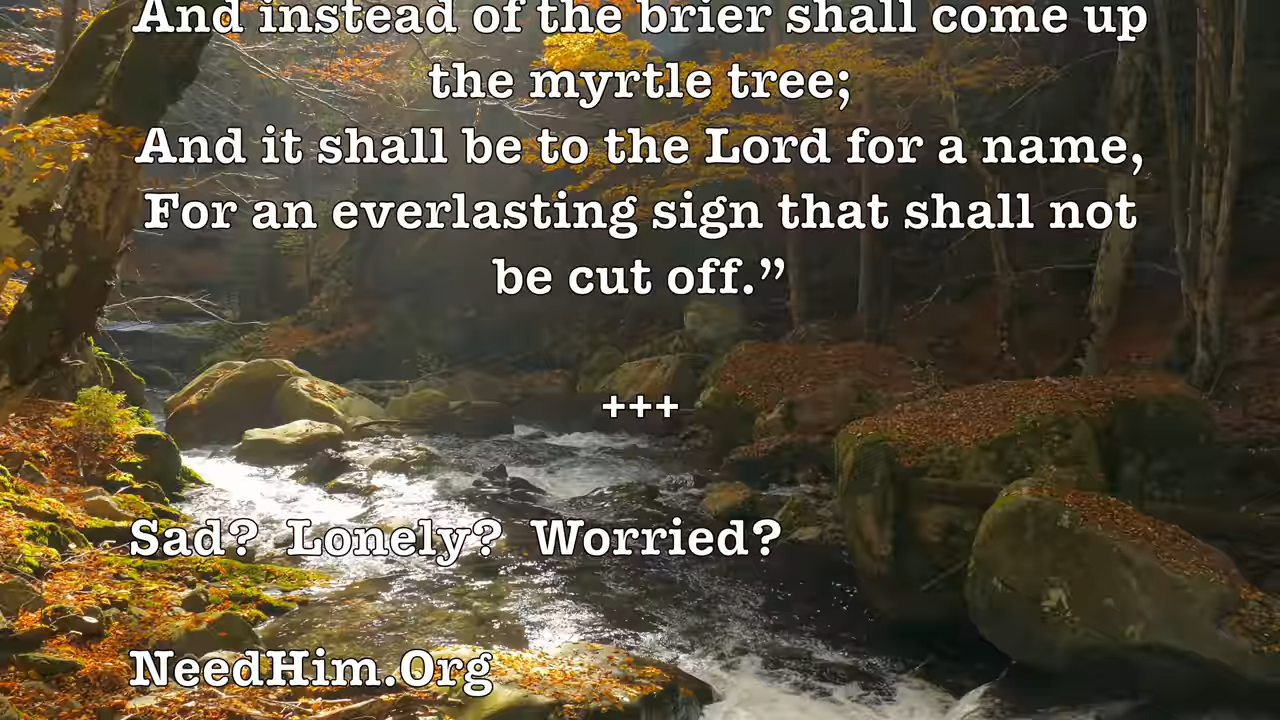 And instead of the brier shall come up
the myrtle tree;
And it shall be to the Lord for a name,
For an everlasting sign that shall not
be cut off.”
+++
Sad?  Lonely?  Worried?
NeedHim.Org